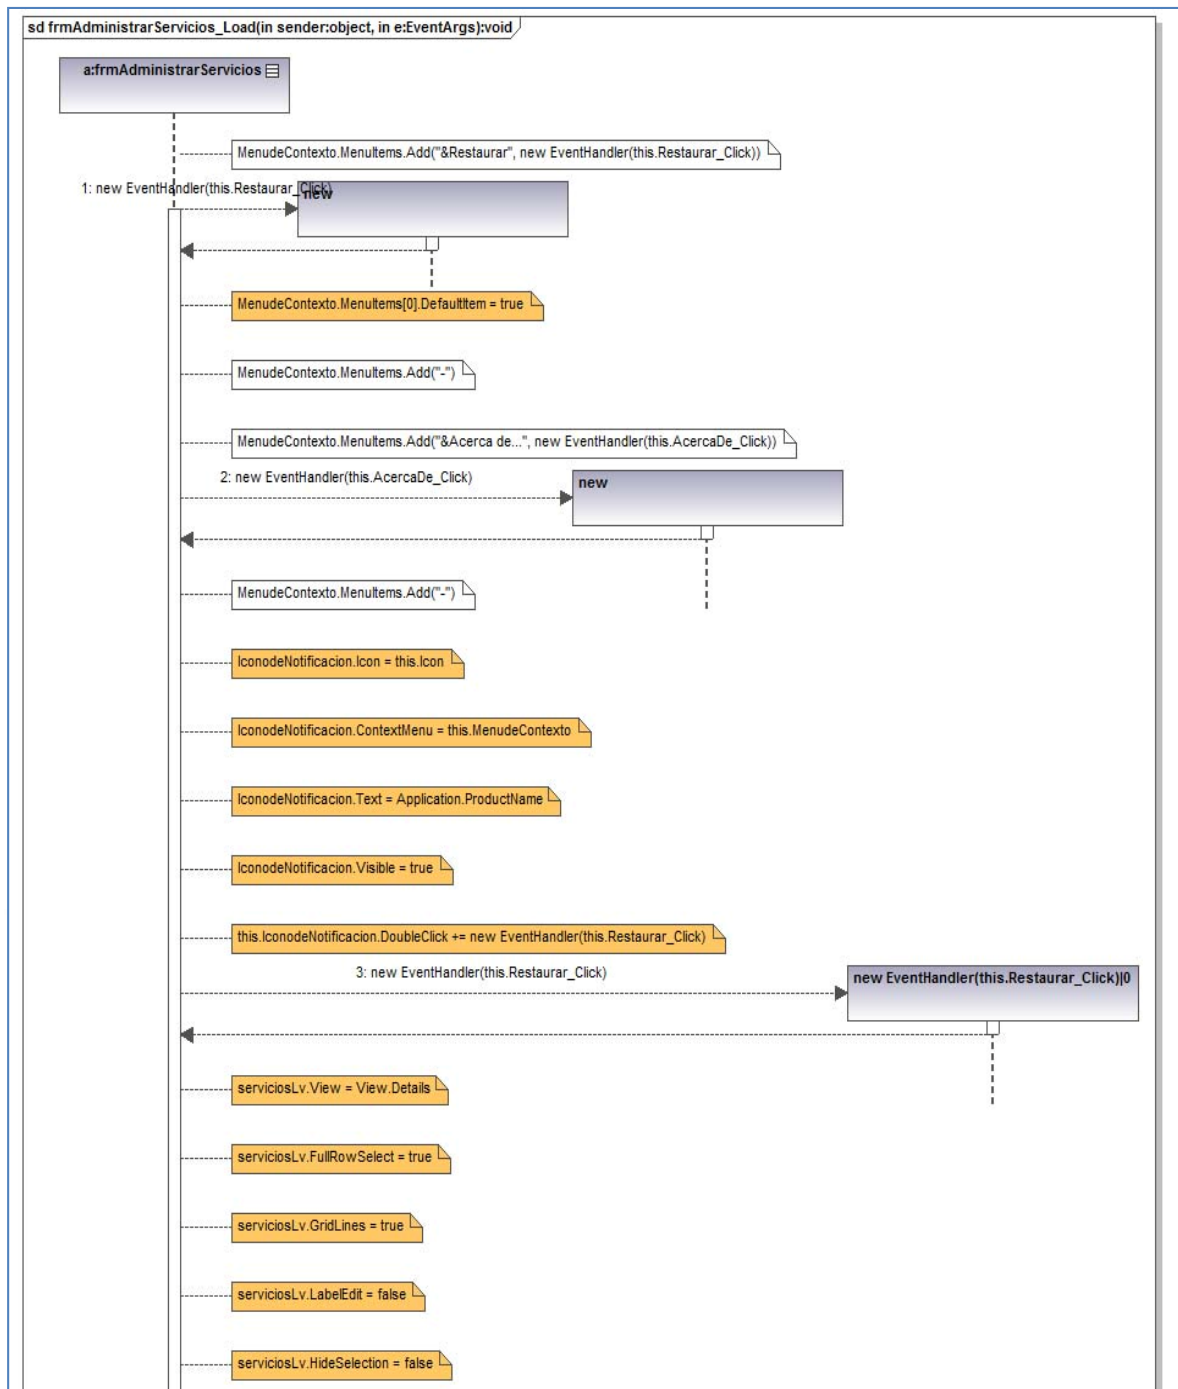 sd frmAdministrarServicios_Load(in sender:object, in e:EventArgs):void
a:frmAdministrarServicios
MenudeContexto.MenuItems.Add("&Restaurar", new EventHandler(this.Restaurar_Click))
1: new EventHandler(this.Restaurar_Click)
new
MenudeContexto.MenuItems[0].DefaultItem = true
MenudeContexto.MenuItems.Add("-")
MenudeContexto.MenuItems.Add("&Acerca de...", new EventHandler(this.AcercaDe_Click))
2: new EventHandler(this.AcercaDe_Click)
new
MenudeContexto.MenuItems.Add("-")
IconodeNotificacion.Icon = this.Icon
IconodeNotificacion.ContextMenu = this.MenudeContexto
IconodeNotificacion.Text = Application.ProductName
IconodeNotificacion.Visible = true
this.IconodeNotificacion.DoubleClick += new EventHandler(this.Restaurar_Click)
3: new EventHandler(this.Restaurar_Click)
new EventHandler(this.Restaurar_Click)|0
serviciosLv.View = View.Details
serviciosLv.FullRowSelect = true
serviciosLv.GridLines = true
serviciosLv.LabelEdit = false
serviciosLv.HideSelection = false